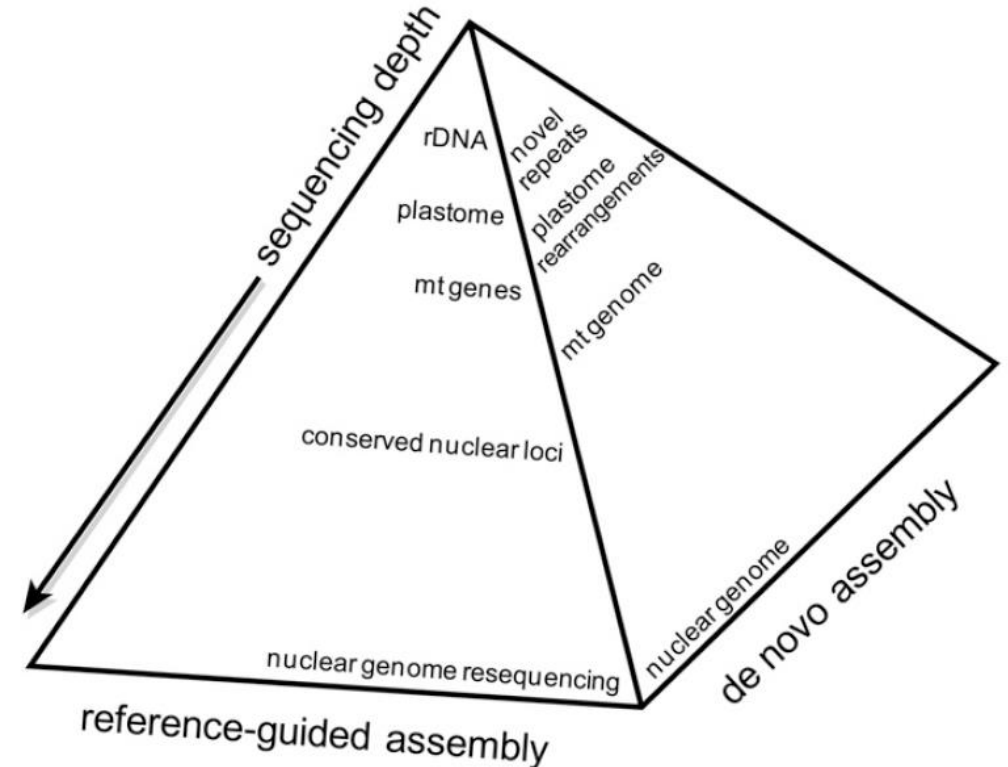 sequencing depth
rDNA
plastome
mt genes
conserved nuclear loci
nuclear genome resequencing
reference-guided assembly
novel
repeats
plastome
rearrangements
mt genome
nuclear genome
de novo assembly